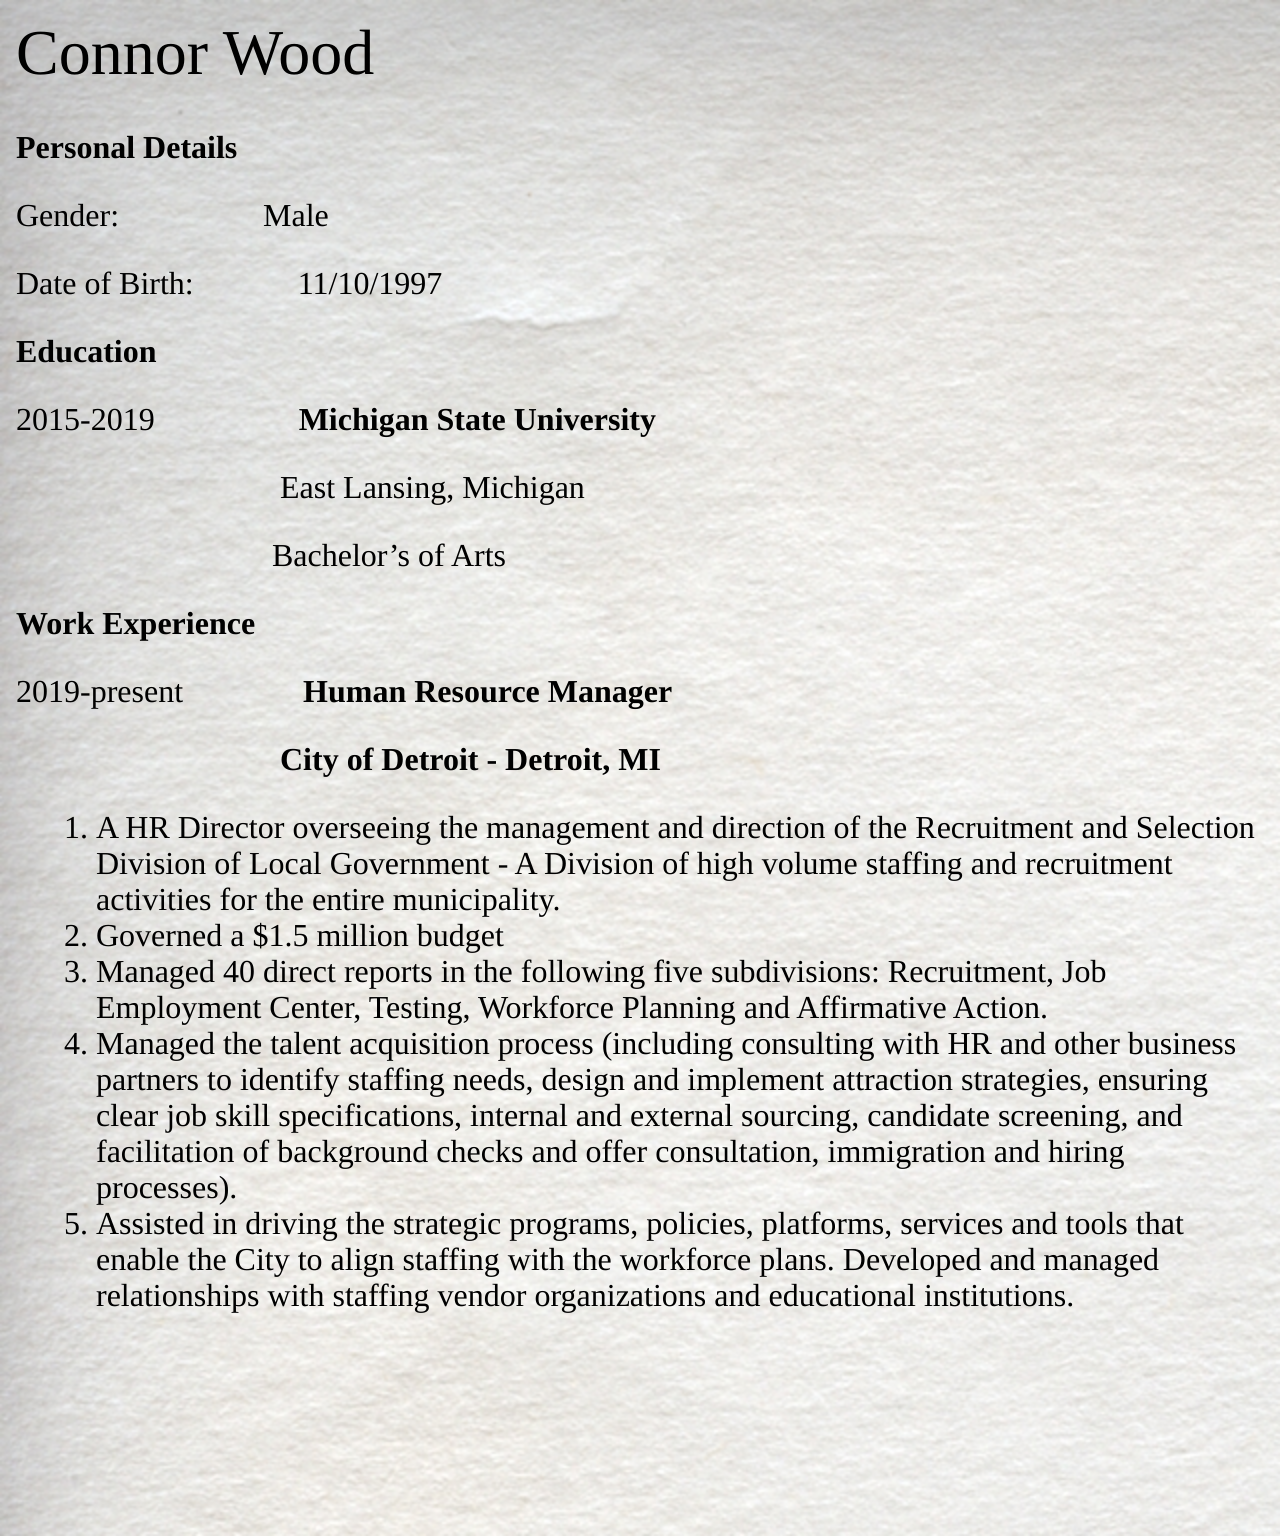 Connor Wood
Personal Details
Gender: Male
Date of Birth: 11/10/1997
Education
2015-2019 Michigan State University
East Lansing, Michigan
Bachelor’s of Arts
Work Experience
2019-present Human Resource Manager
City of Detroit - Detroit, MI
1. A HR Director overseeing the management and direction of the Recruitment and Selection
Division of Local Government - A Division of high volume staffing and recruitment
activities for the entire municipality.
2. Governed a $1.5 million budget
3. Managed 40 direct reports in the following five subdivisions: Recruitment, Job
Employment Center, Testing, Workforce Planning and Affirmative Action.
4. Managed the talent acquisition process (including consulting with HR and other business
partners to identify staffing needs, design and implement attraction strategies, ensuring
clear job skill specifications, internal and external sourcing, candidate screening, and
facilitation of background checks and offer consultation, immigration and hiring
processes).
5. Assisted in driving the strategic programs, policies, platforms, services and tools that
enable the City to align staffing with the workforce plans. Developed and managed
relationships with staffing vendor organizations and educational institutions.